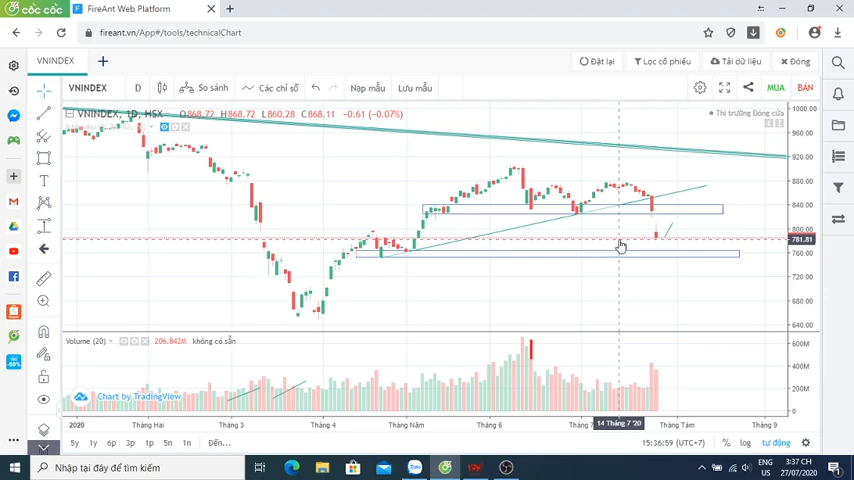 cốc cốc
FireAnt Web Platform
fireant.vn/App#/tools/technicalChart
VNINDEX
Đặt lại
Lọc cổ phiếu
Tài dữ liệu
Đóng
VNINDEX
D
So sánh
Các chỉ số
Nạp mẫu
Lưu mẫu
MUA
BÁN
VNINDEX, 1D, HSX
O868.72 H868.72 L860.28 C868.11 -0.61 (-0.07%)
Thị trường Đóng cửa
1000.00
960.00
920.00
880.00
840.00
800.00
781.81
760.00
720.00
680.00
640.00
Volume (20)
206.842M
không có sẵn
600M
400M
200M
0
Chart by TradingView
2020
Tháng Hai
Tháng 3
Tháng 4
Tháng Năm
Tháng 6
Tháng 7
14 Tháng 7 '20
Tháng Tám
Tháng 9
5y 1y 6p 3p 1p 5n 1n Đến...
15:36:59 (UTC+7)
% log tự động
-50%
Nhập tại đây để tìm kiếm
Zalo
ENG
US
3:37 CH
27/07/2020